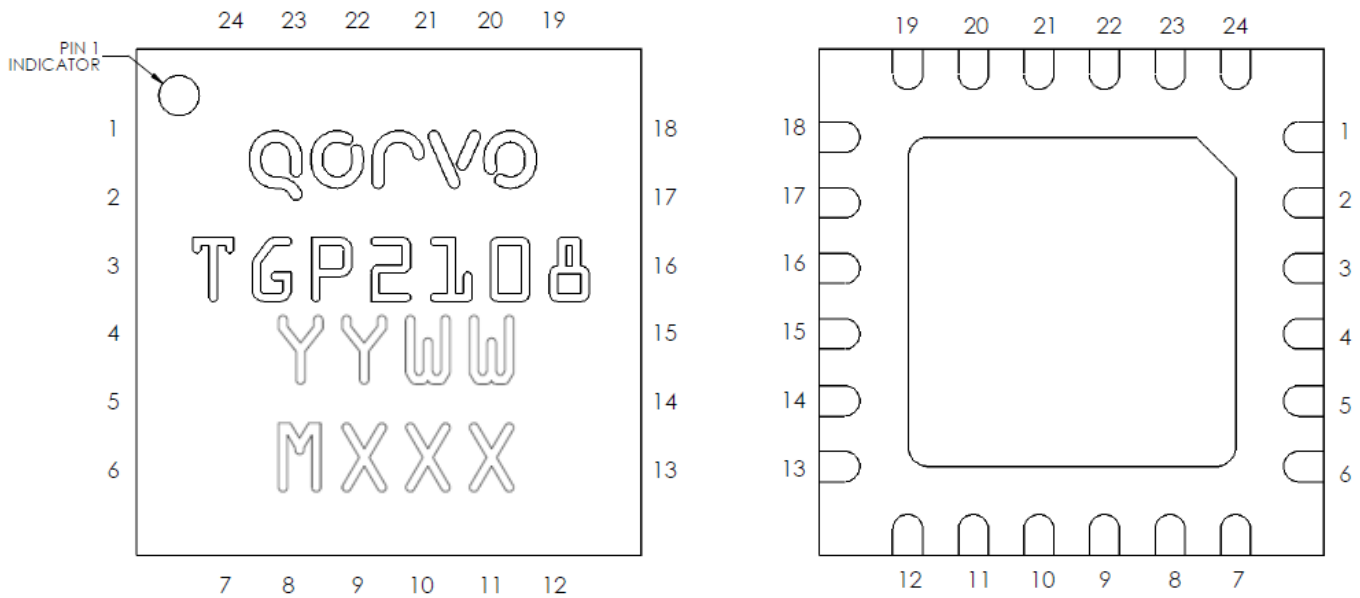 24 23 22 21 20 19
PIN 1
INDICATOR
1 18
2 17
3 16
4 15
5 14
6 13
QORVO
TGP2108
YYWW
MXXX
7 8 9 10 11 12
19 20 21 22 23 24
18 1
17 2
16 3
15 4
14 5
13 6
12 11 10 9 8 7